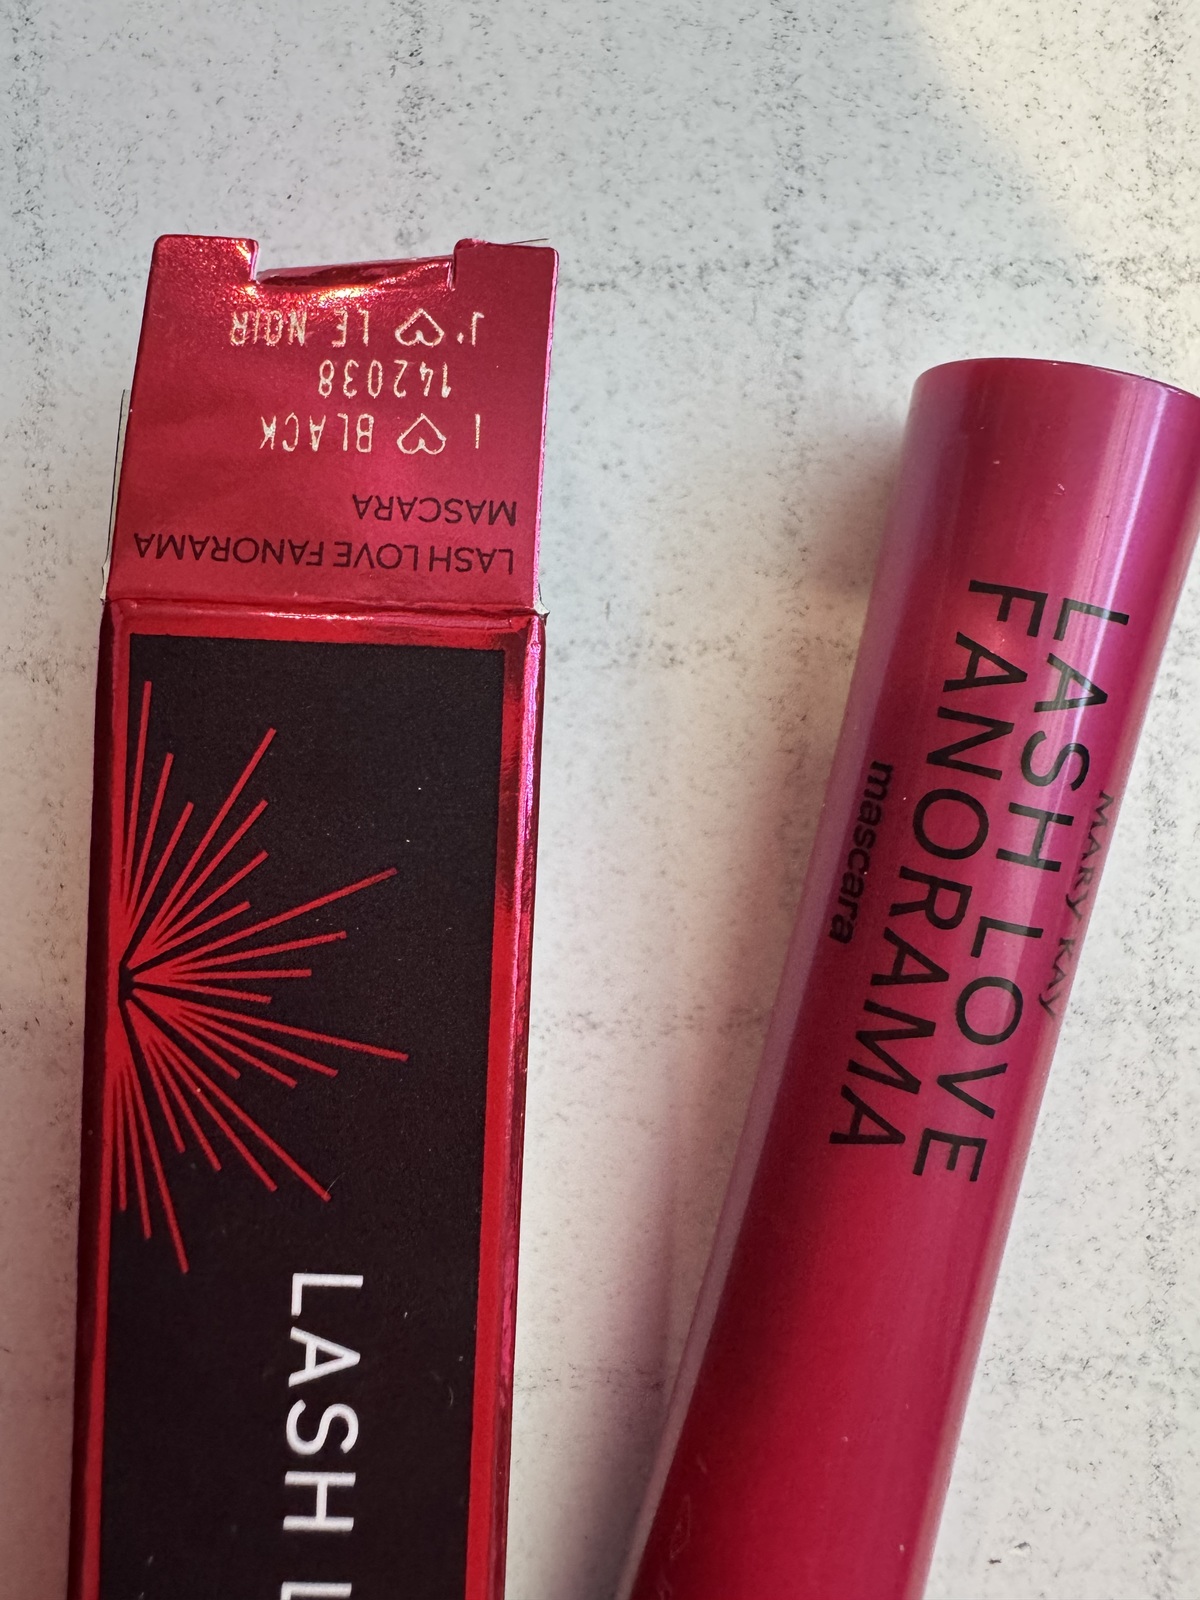 LASH LOVE FANORAMA
MASCARA
I ♡ BLACK
142038
J'♡ LE NOIR
LASH L
MARY KAY
LASH LOVE
FANORAMA
mascara